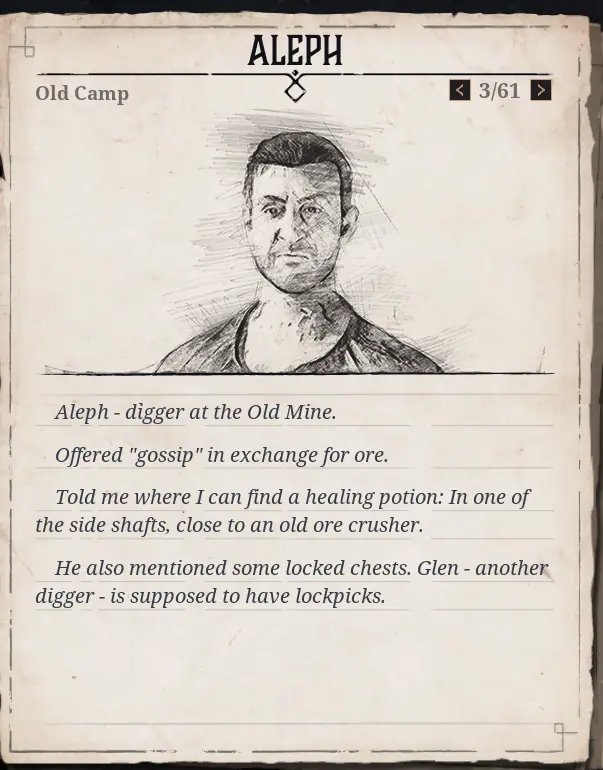 ALEPH
Old Camp
3/61
Aleph - digger at the Old Mine.
Offered "gossip" in exchange for ore.
Told me where I can find a healing potion: In one of
the side shafts, close to an old ore crusher.
He also mentioned some locked chests. Glen - another
digger - is supposed to have lockpicks.